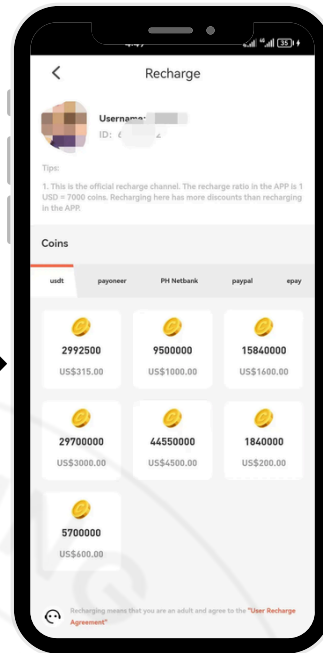 35
Recharge
Username:
ID:
Tips:
1. This is the official recharge channel. The recharge ratio in the APP is 1
USD = 7000 coins. Recharging here has more discounts than recharging
in the APP.
Coins
usdt payoneer PH Netbank paypal epay
2992500 9500000 15840000
US$315.00 US$1000.00 US$1600.00
29700000 44550000 1840000
US$3000.00 US$4500.00 US$200.00
5700000
US$600.00
Recharging means that you are an adult and agree to the "User Recharge
Agreement"